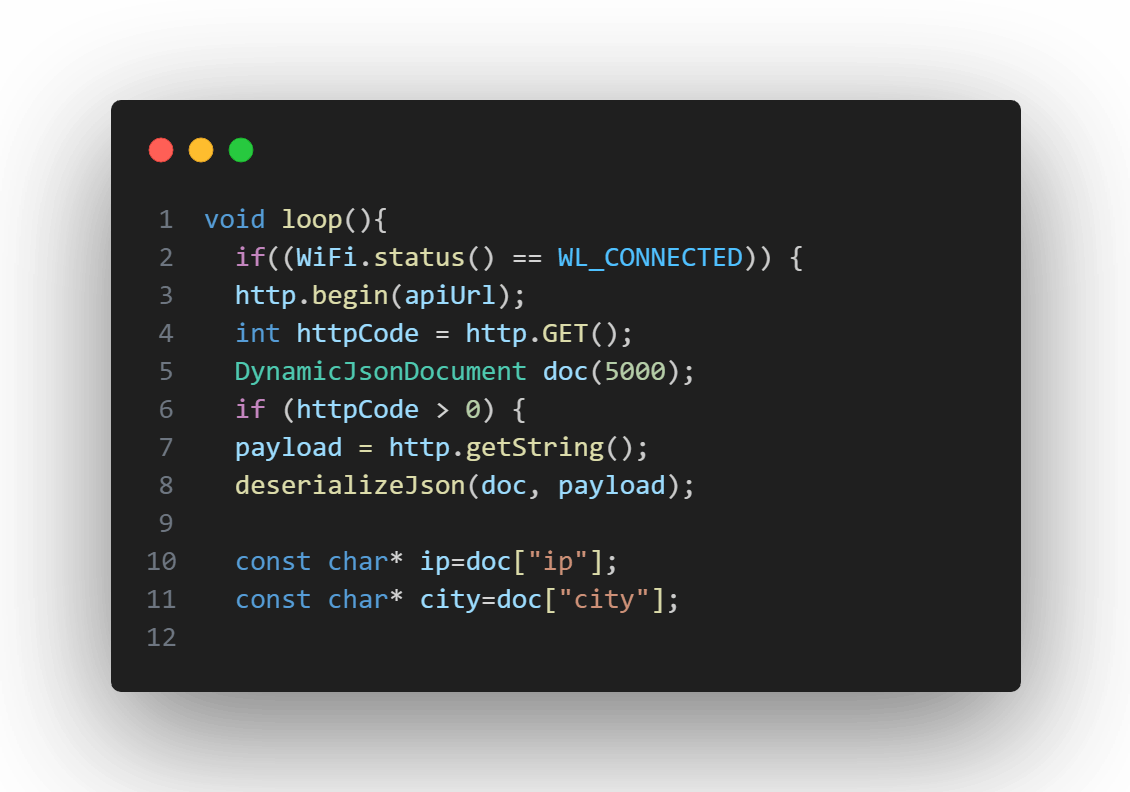 1 void loop(){
2   if((WiFi.status() == WL_CONNECTED)) {
3   http.begin(apiUrl);
4   int httpCode = http.GET();
5   DynamicJsonDocument doc(5000);
6   if (httpCode > 0) {
7   payload = http.getString();
8   deserializeJson(doc, payload);
9
10   const char* ip=doc["ip"];
11   const char* city=doc["city"];
12